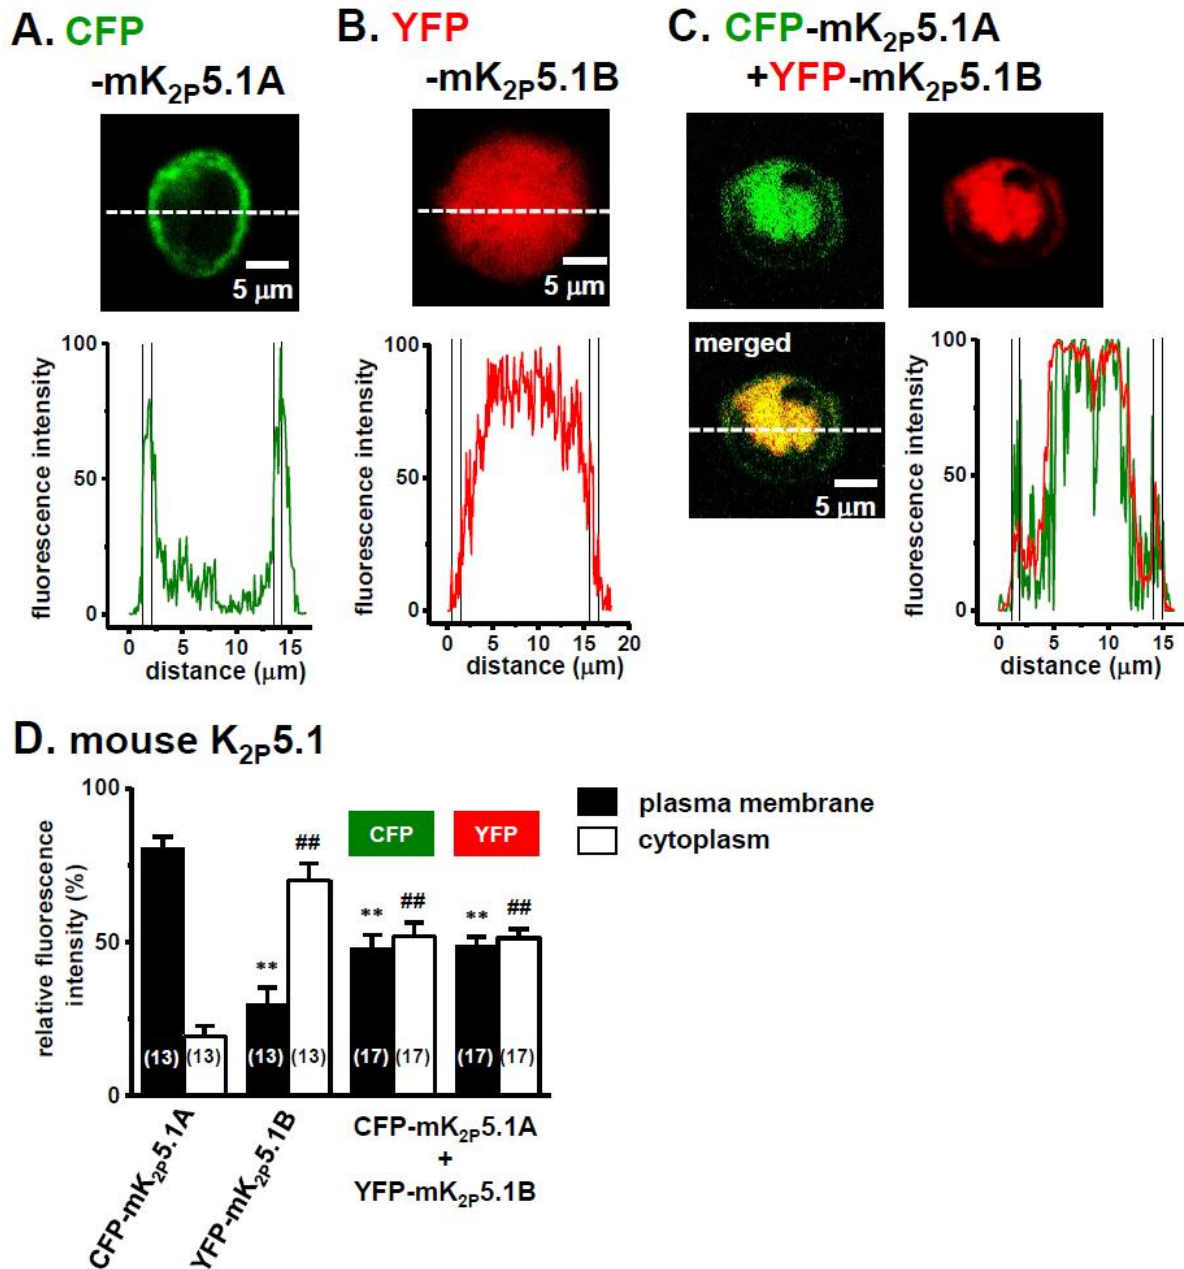 A. CFP
-mK2P5.1A
B. YFP
-mK2P5.1B
C. CFP-mK2P5.1A
+YFP-mK2P5.1B
5 μm
5 μm
merged
5 μm
fluorescence intensity
100
50
0
0 5 10 15
distance (μm)
fluorescence intensity
100
50
0
0 5 10 15 20
distance (μm)
fluorescence intensity
100
50
0
0 5 10 15
distance (μm)
D. mouse K2P5.1
relative fluorescence
intensity (%)
100
50
0
CFP
YFP
plasma membrane
cytoplasm
** ## ** ## ** ##
(13) (13) (13) (13) (17) (17) (17) (17)
CFP-mK2P5.1A
YFP-mK2P5.1B
CFP-mK2P5.1A
+
YFP-mK2P5.1B